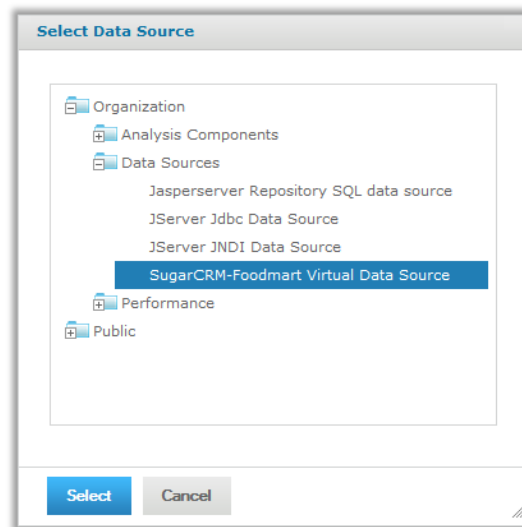 Select Data Source
Organization
Analysis Components
Data Sources
Jasperserver Repository SQL data source
JServer Jdbc Data Source
JServer JNDI Data Source
SugarCRM-Foodmart Virtual Data Source
Performance
Public
Select Cancel